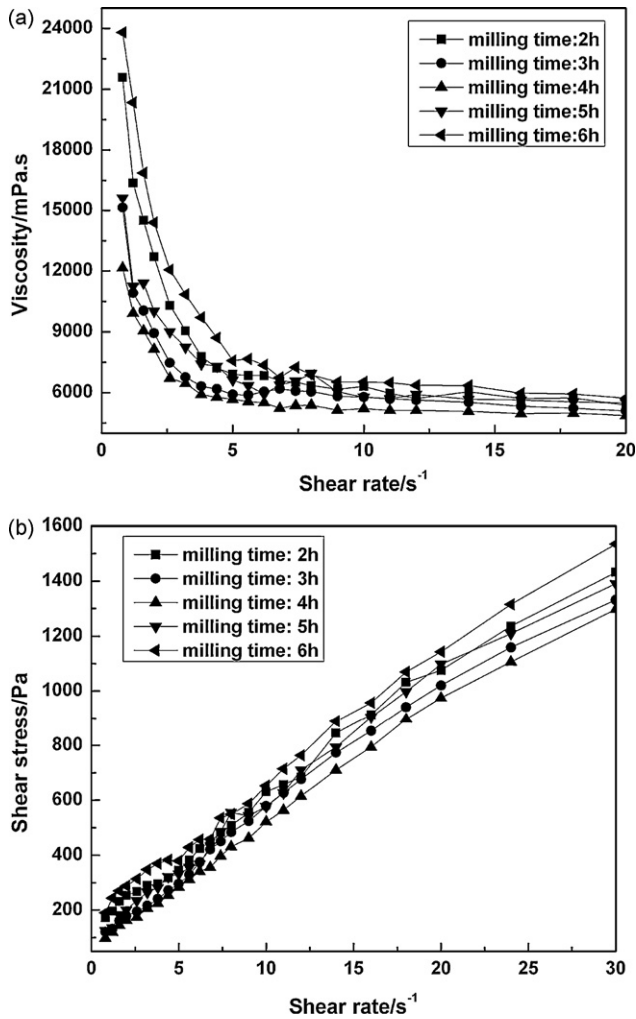 (a)
24000
21000
18000
15000
12000
9000
6000
Viscosity/mPa.s
milling time:2h
milling time:3h
milling time:4h
milling time:5h
milling time:6h
0 5 10 15 20
Shear rate/s⁻¹
(b)
1600
1400
1200
1000
800
600
400
200
Shear stress/Pa
milling time: 2h
milling time: 3h
milling time: 4h
milling time: 5h
milling time: 6h
0 5 10 15 20 25 30
Shear rate/s⁻¹